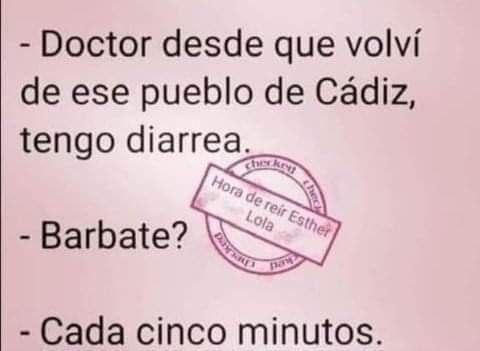 - Doctor desde que volví
de ese pueblo de Cádiz,
tengo diarrea.
checked
Hora de reír Esther
Lola
- Barbate?
- Cada cinco minutos.